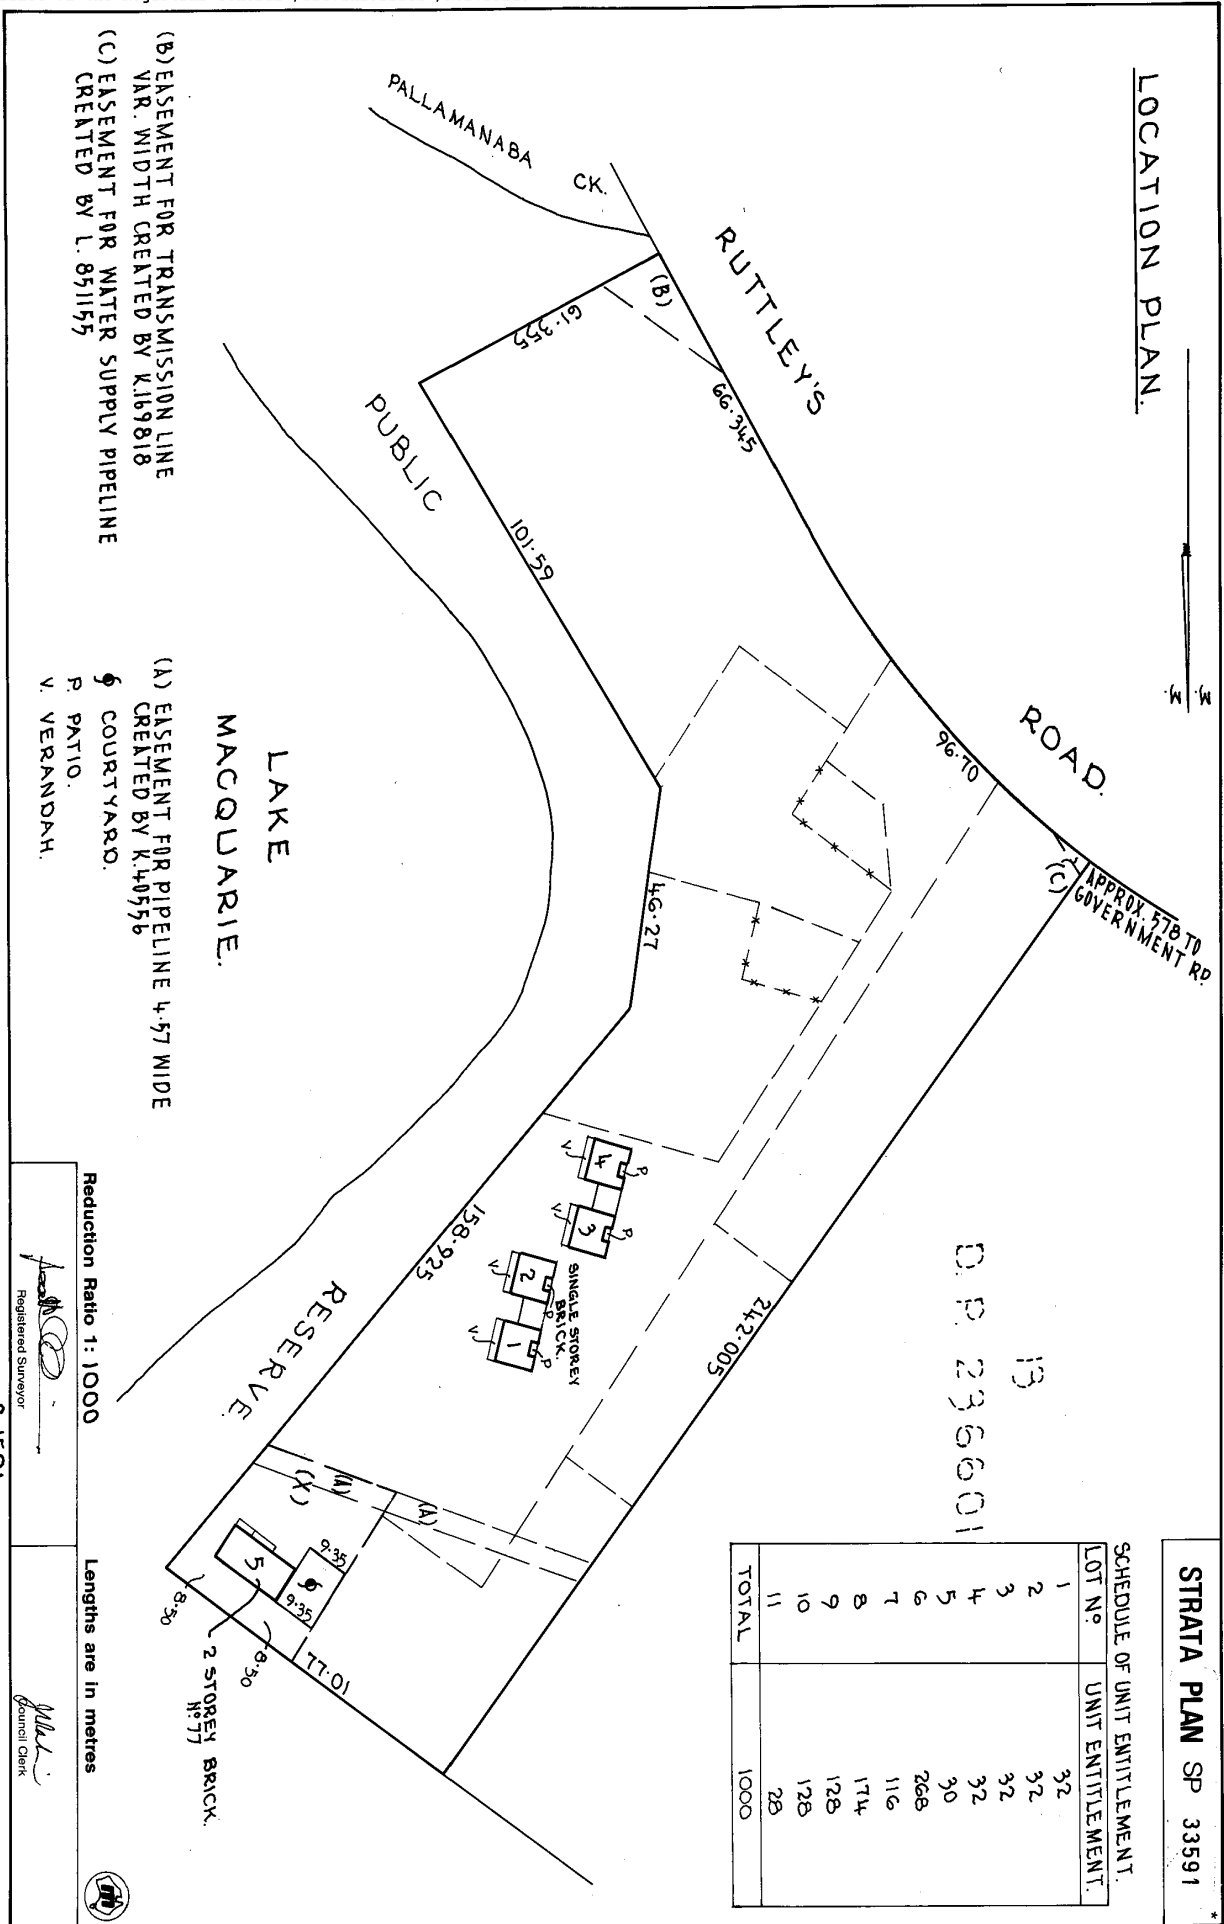 STRATA PLAN SP 33591
*
LOCATION PLAN.
M.
M
SCHEDULE OF UNIT ENTITLEMENT.
LOT Nº UNIT ENTITLEMENT.
1 32
2 32
3 32
4 32
5 30
6 268
7 116
8 174
9 128
10 128
11 28
TOTAL 1000
RUTTLEY'S
ROAD.
APPROX. 578 TO
GOVERNMENT RD.
PALLAMANABA
CK.
(B)
66.345
61.355
96.70
(C)
13
D. P. 236601
PUBLIC
101.59
46.27
242.005
4
P
V
3
P
V
2
P
V
1
P
V
SINGLE STOREY
BRICK.
158.925
RESERVE.
(A)
(A)
(X)
9.35
9.35
5
8.50
8.50
77.01
2 STOREY BRICK.
Nº77
LAKE
MACQUARIE.
(B) EASEMENT FOR TRANSMISSION LINE
VAR. WIDTH CREATED BY K.169818
(C) EASEMENT FOR WATER SUPPLY PIPELINE
CREATED BY L. 851155
(A) EASEMENT FOR PIPELINE 4.57 WIDE
CREATED BY K.40556
COURTYARD.
P. PATIO.
V. VERANDAH.
Reduction Ratio 1: 1000
Lengths are in metres
Registered Surveyor
Council Clerk